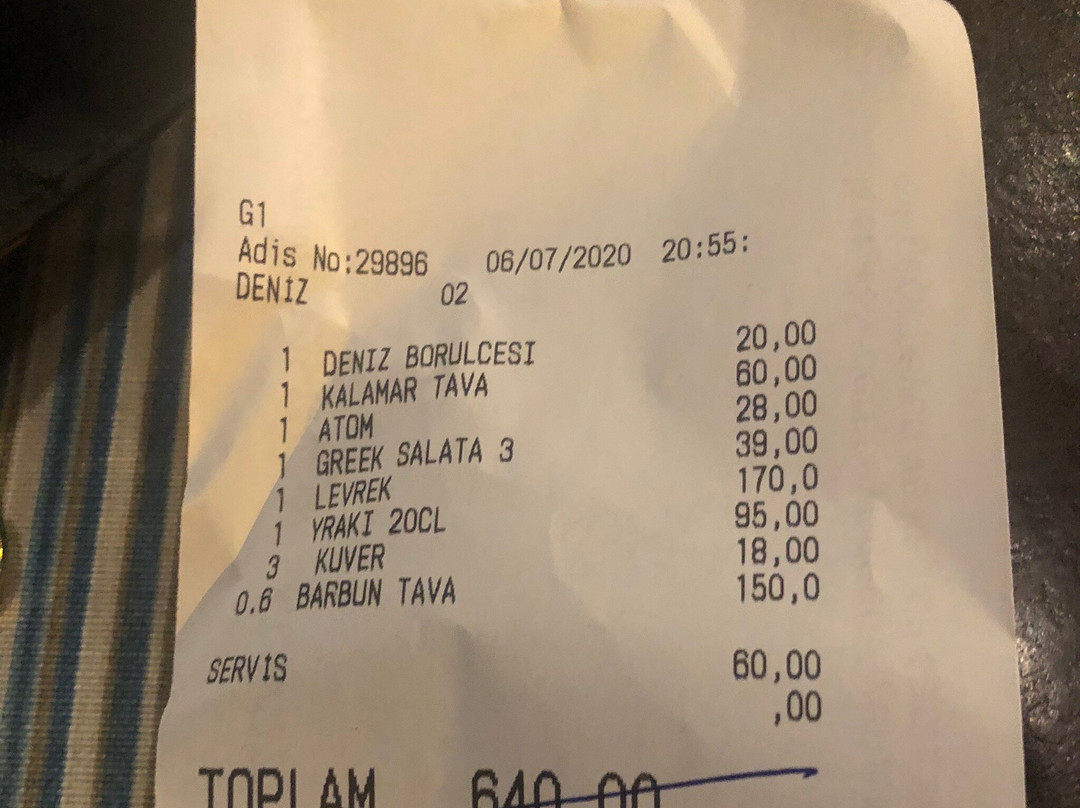 G1
Adis No:29896 06/07/2020 20:55:
DENİZ 02
1 DENIZ BORULCESI 20,00
1 KALAMAR TAVA 60,00
1 ATOM 28,00
1 GREEK SALATA 3 39,00
1 LEVREK 170,0
1 YRAKI 20CL 95,00
3 KUVER 18,00
0.6 BARBUN TAVA 150,0
SERVİS 60,00
,00
TOPLAM 640,00